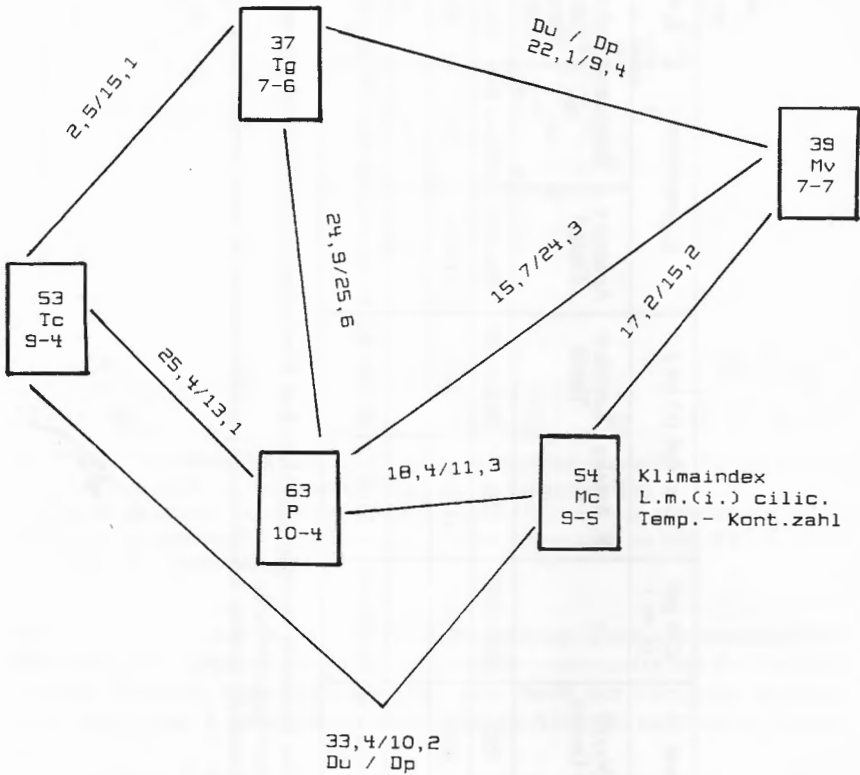 37
Tg
7-6
Du / Dp
22,1/9,4
2,5/15,1
39
Mv
7-7
24,9/25,6
15,7/24,3
17,2/15,2
53
Tc
9-4
25,4/13,1
63
P
10-4
18,4/11,3
54
Mc
9-5
Klimaindex
L.m.(i.) cilic.
Temp.- Kont.zahl
33,4/10,2
Du / Dp